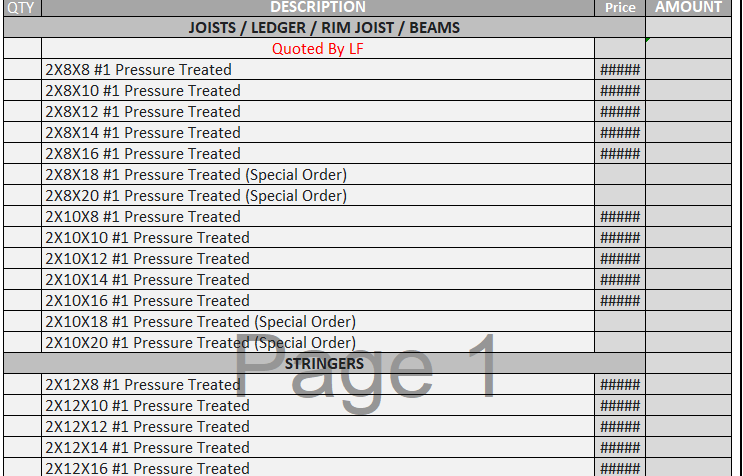 QTY DESCRIPTION Price AMOUNT
JOISTS / LEDGER / RIM JOIST / BEAMS
Quoted By LF
2X8X8 #1 Pressure Treated #####
2X8X10 #1 Pressure Treated #####
2X8X12 #1 Pressure Treated #####
2X8X14 #1 Pressure Treated #####
2X8X16 #1 Pressure Treated #####
2X8X18 #1 Pressure Treated (Special Order)
2X8X20 #1 Pressure Treated (Special Order)
2X10X8 #1 Pressure Treated #####
2X10X10 #1 Pressure Treated #####
2X10X12 #1 Pressure Treated #####
2X10X14 #1 Pressure Treated #####
2X10X16 #1 Pressure Treated #####
2X10X18 #1 Pressure Treated (Special Order)
2X10X20 #1 Pressure Treated (Special Order)
Page 1
STRINGERS
2X12X8 #1 Pressure Treated #####
2X12X10 #1 Pressure Treated #####
2X12X12 #1 Pressure Treated #####
2X12X14 #1 Pressure Treated #####
2X12X16 #1 Pressure Treated #####